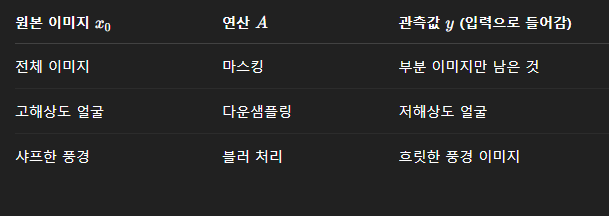 원본 이미지 x₀ 연산 A 관측값 y (입력으로 들어감)
전체 이미지 마스킹 부분 이미지만 남은 것
고해상도 얼굴 다운샘플링 저해상도 얼굴
샤프한 풍경 블러 처리 흐릿한 풍경 이미지